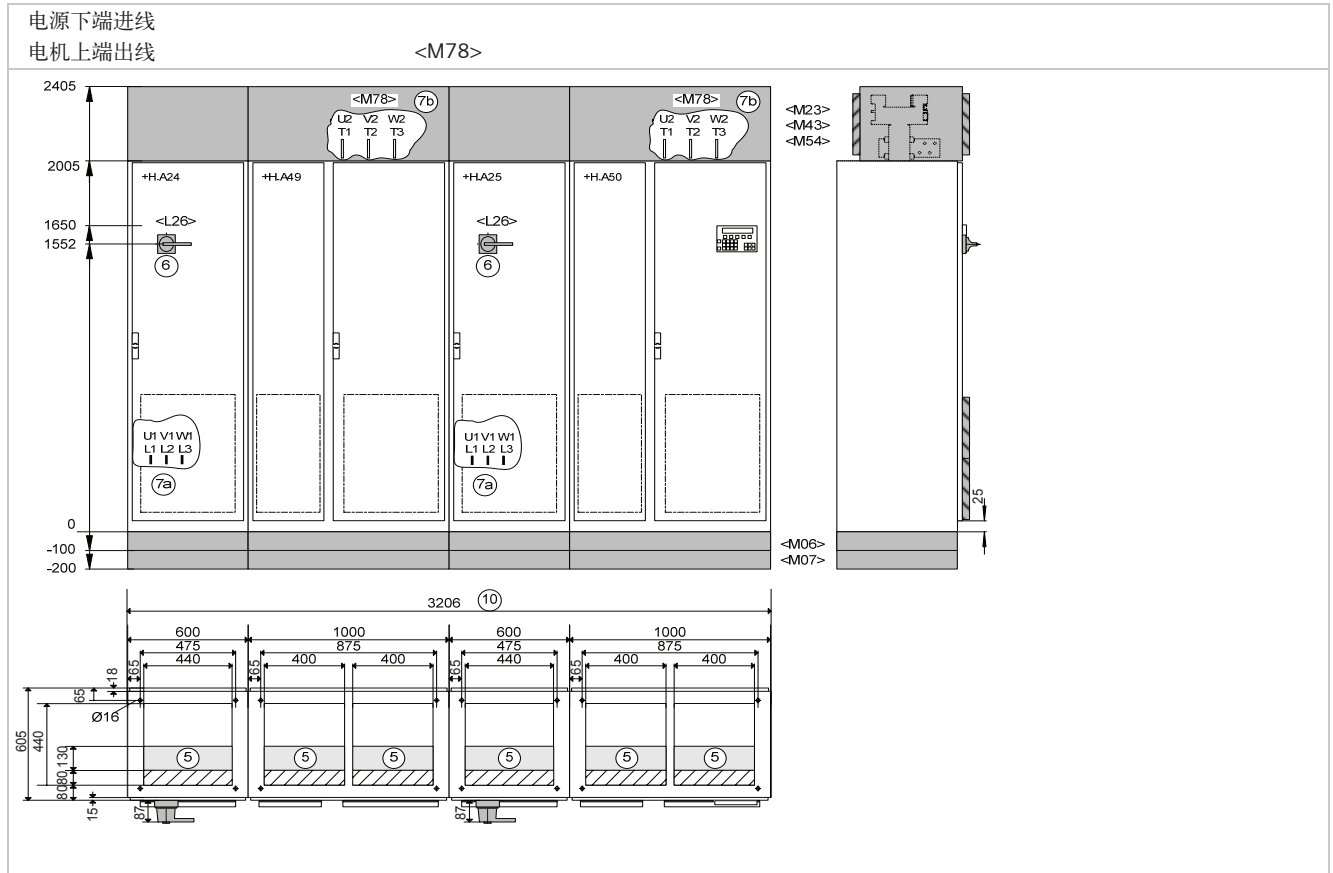 电源下端进线
电机上端出线 <M78>
2405
<M78> 7b <M78> 7b
U2 V2 W2 U2 V2 W2
T1 T2 T3 T1 T2 T3
<M23>
<M43>
<M54>
2005
+H.A24 +H.A49 +H.A25 +H.A50
1650 <L26> <L26>
1552
6 6
U1 V1 W1 U1 V1 W1
L1 L2 L3 L1 L2 L3
7a 7a
25
0
-100 <M06>
-200 <M07>
3206 10
600 1000 600 1000
475 875 475 875
440 400 400 440 400 400
18 65 65 65 65
65
Ø16
605 440
130 5 5 5 5 5 5
80
80
15 87 87